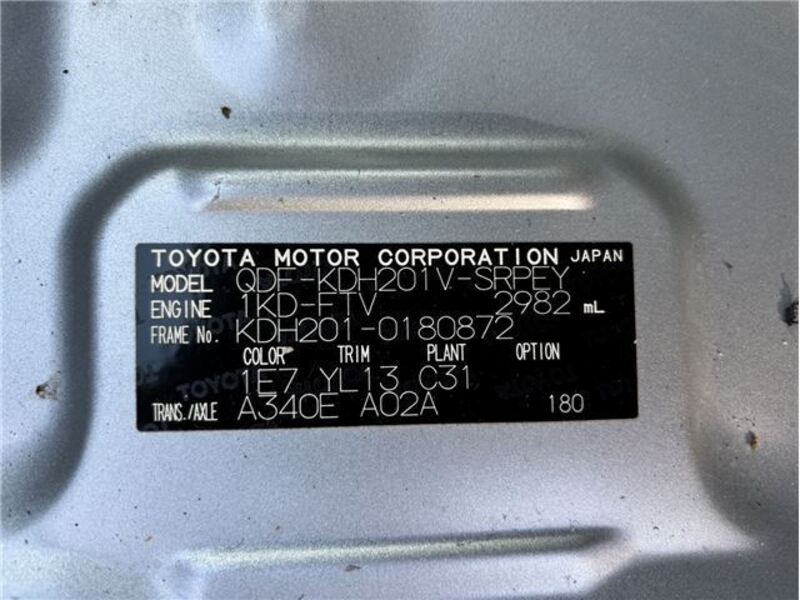 TOYOTA MOTOR CORPORATION JAPAN
MODEL QDF-KDH201V-SRPEY
ENGINE 1KD-FTV 2982 mL
FRAME No. KDH201-0180872
COLOR TRIM PLANT OPTION
1E7 YL13 C31
TRANS./AXLE A340E A02A 180